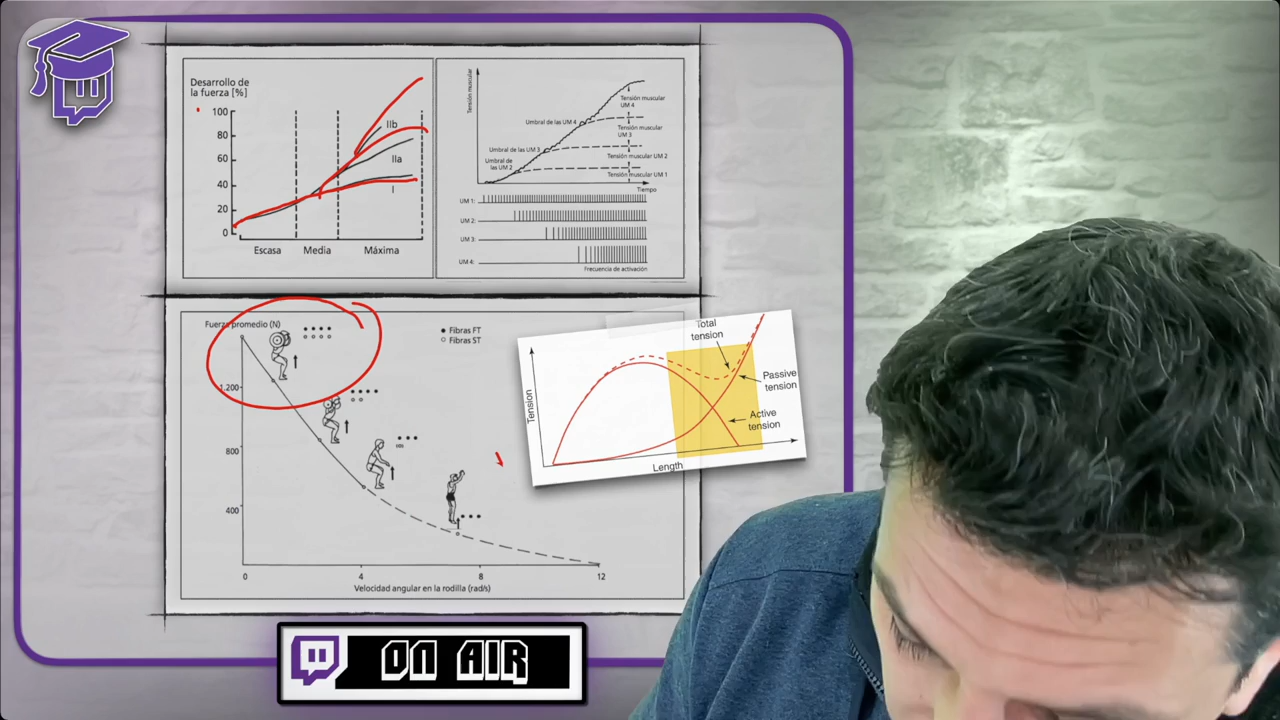 Desarrollo de
la fuerza [%]
100
80
60
40
20
0
IIb
IIa
I
Escasa
Media
Máxima
Tensión muscular
Umbral de las UM 4
Umbral de las UM 3
Umbral de
las UM 2
Tensión muscular
UM 4
Tensión muscular
UM 3
Tensión muscular UM 2
Tensión muscular UM 1
Tiempo
UM 1:
UM 2:
UM 3:
UM 4:
Frecuencia de activación
Fuerza promedio (N)
Fibras FT
Fibras ST
1.200
800
400
0
4
8
12
Velocidad angular en la rodilla (rad/s)
Total
tension
Passive
tension
Active
tension
Tension
Length
ON AIR